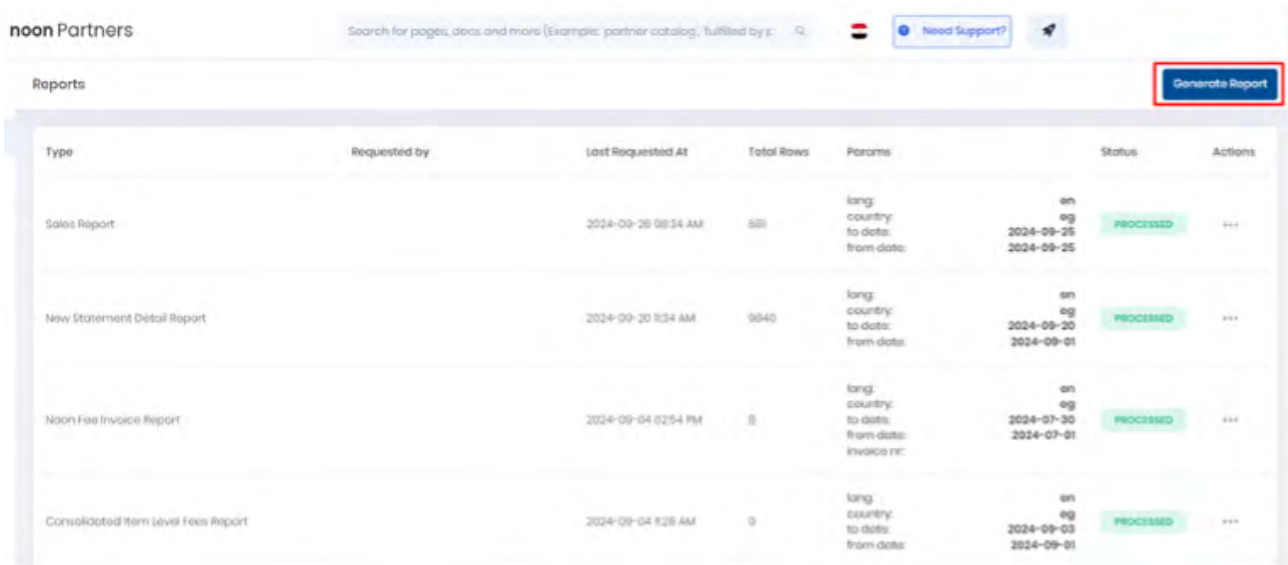 noon Partners
Search for pages, docs and more (Example: partner catalog, fulfilled by
Need Support?
Reports
Generate Report
Type Requested by Last Requested At Total Rows Params Status Actions
Sales Report 2024-09-26 08:34 AM lang: en
country: eg
to date: 2024-09-25
from date: 2024-09-25
PROCESSED
New Statement Detail Report 2024-09-20 11:34 AM 9840 lang: en
country: eg
to date: 2024-09-20
from date: 2024-09-01
PROCESSED
Noon Fee Invoice Report 2024-09-04 02:54 PM lang: en
country: eg
to date: 2024-07-30
from date: 2024-07-01
invoice nr:
PROCESSED
Consolidated Item Level Fees Report 2024-09-04 11:28 AM 0 lang: en
country: eg
to date: 2024-09-03
from date: 2024-09-01
PROCESSED